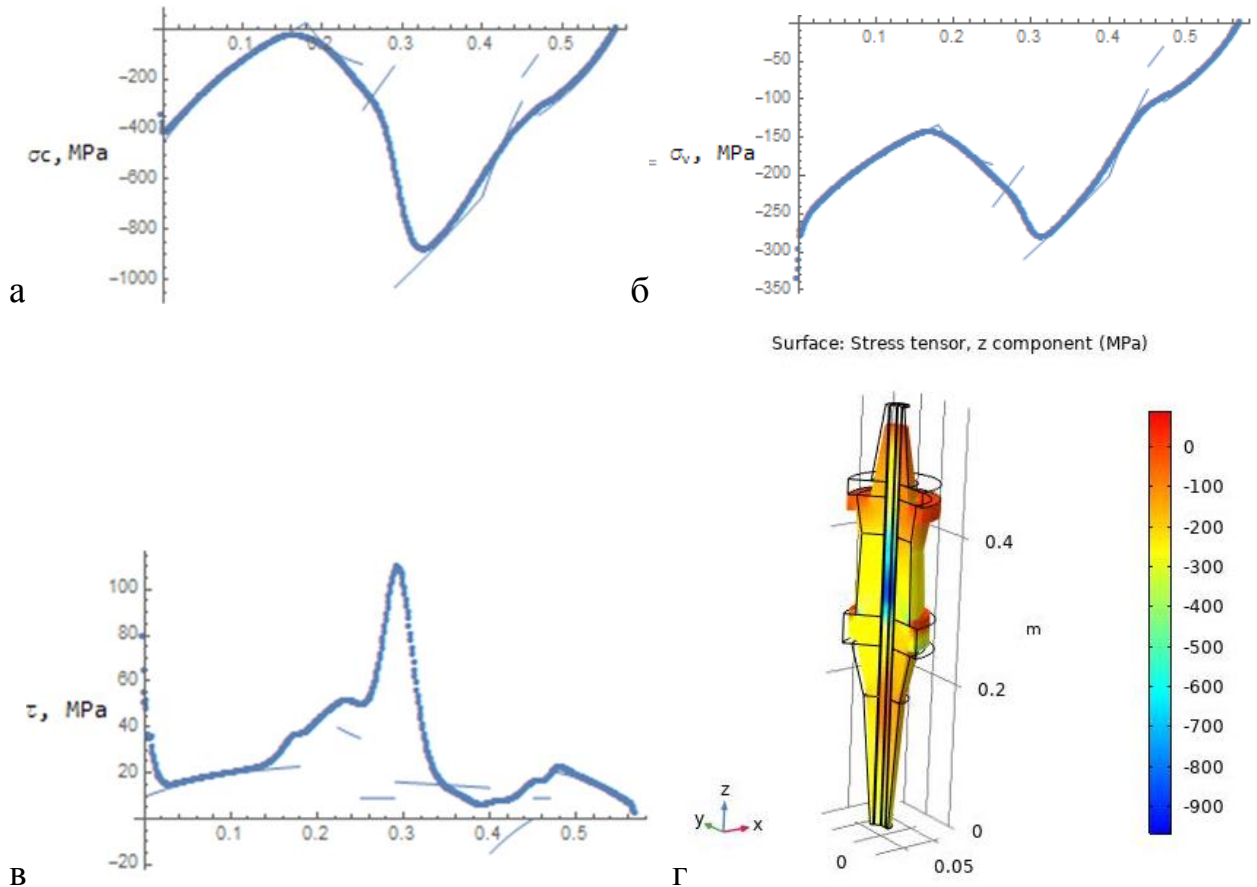 0.1 0.2 0.3 0.4 0.5
−200
−400
σc, MPa
−600
−800
−1000
а
0.1 0.2 0.3 0.4 0.5
−50
−100
= σᵥ, MPa
−150
−200
−250
−300
−350
б
100
80
60
τ, MPa
40
20
0.1 0.2 0.3 0.4 0.5
−20
в
Surface: Stress tensor, z component (MPa)
0.4
m
0.2
0
0 0.05
z
y x
0
-100
-200
-300
-400
-500
-600
-700
-800
-900
г